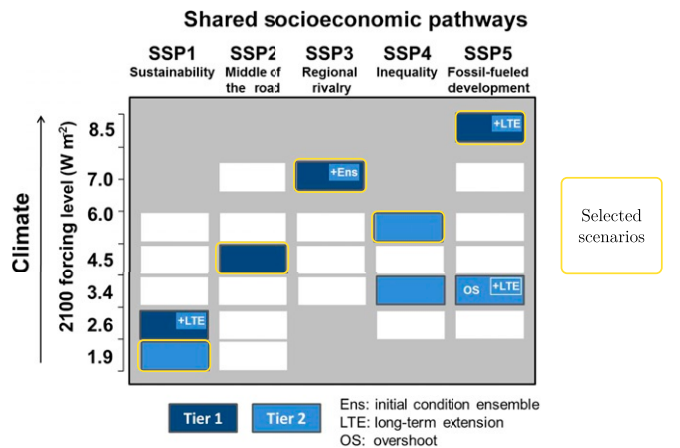 Shared socioeconomic pathways
SSP1 SSP2 SSP3 SSP4 SSP5
Sustainability Middle of Regional Inequality Fossil-fueled
the road rivalry development
Climate
2100 forcing level (W m²)
8.5 +LTE
7.0 +Ens
6.0
4.5
3.4 OS +LTE
2.6 +LTE
1.9
Selected
scenarios
Tier 1 Tier 2
Ens: initial condition ensemble
LTE: long-term extension
OS: overshoot